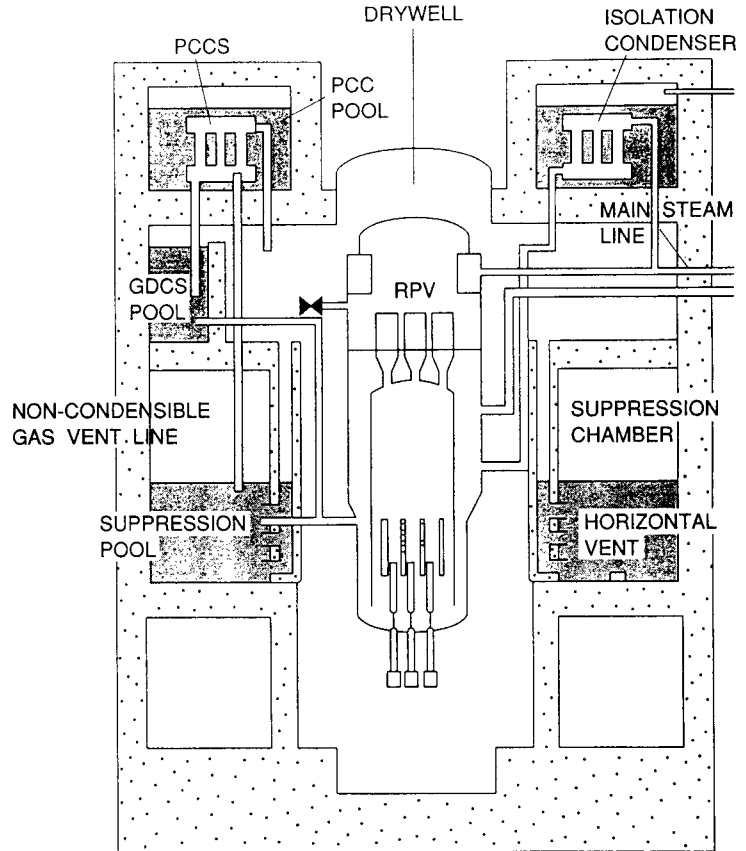 DRYWELL
ISOLATION
CONDENSER
PCCS
PCC
POOL
MAIN STEAM
LINE
GDCS
POOL
RPV
NON-CONDENSIBLE
GAS VENT.LINE
SUPPRESSION
CHAMBER
SUPPRESSION
POOL
HORIZONTAL
VENT